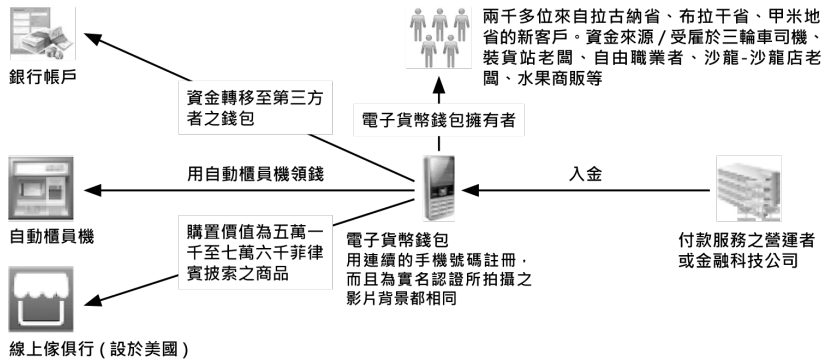 兩千多位來自拉古納省、布拉干省、甲米地
省的新客戶。資金來源/受雇於三輪車司機、
裝貨站老闆、自由職業者、沙龍-沙龍店老
闆、水果商販等
銀行帳戶
資金轉移至第三方
者之錢包
電子貨幣錢包擁有者
用自動櫃員機領錢
入金
自動櫃員機
購置價值為五萬一
千至七萬六千菲律
賓披索之商品
電子貨幣錢包
用連續的手機號碼註冊，
而且為實名認證所拍攝之
影片背景都相同
付款服務之營運者
或金融科技公司
線上傢俱行(設於美國)